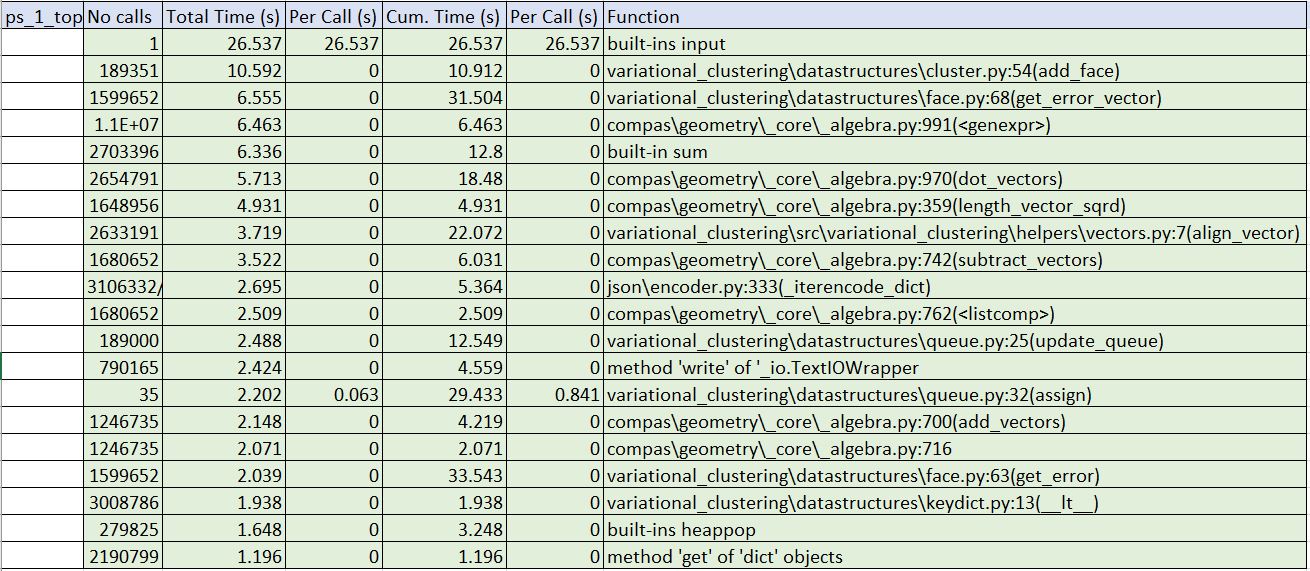 ps_1_top No calls Total Time (s) Per Call (s) Cum. Time (s) Per Call (s) Function
1 26.537 26.537 26.537 26.537 built-ins input
189351 10.592 0 10.912 0 variational_clustering\datastructures\cluster.py:54(add_face)
1599652 6.555 0 31.504 0 variational_clustering\datastructures\face.py:68(get_error_vector)
1.1E+07 6.463 0 6.463 0 compas\geometry\_core\_algebra.py:991(<genexpr>)
2703396 6.336 0 12.8 0 built-in sum
2654791 5.713 0 18.48 0 compas\geometry\_core\_algebra.py:970(dot_vectors)
1648956 4.931 0 4.931 0 compas\geometry\_core\_algebra.py:359(length_vector_sqrd)
2633191 3.719 0 22.072 0 variational_clustering\src\variational_clustering\helpers\vectors.py:7(align_vector)
1680652 3.522 0 6.031 0 compas\geometry\_core\_algebra.py:742(subtract_vectors)
3106332/ 2.695 0 5.364 0 json\encoder.py:333(_iterencode_dict)
1680652 2.509 0 2.509 0 compas\geometry\_core\_algebra.py:762(<listcomp>)
189000 2.488 0 12.549 0 variational_clustering\datastructures\queue.py:25(update_queue)
790165 2.424 0 4.559 0 method 'write' of '_io.TextIOWrapper
35 2.202 0.063 29.433 0.841 variational_clustering\datastructures\queue.py:32(assign)
1246735 2.148 0 4.219 0 compas\geometry\_core\_algebra.py:700(add_vectors)
1246735 2.071 0 2.071 0 compas\geometry\_core\_algebra.py:716
1599652 2.039 0 33.543 0 variational_clustering\datastructures\face.py:63(get_error)
3008786 1.938 0 1.938 0 variational_clustering\datastructures\keydict.py:13(__lt__)
279825 1.648 0 3.248 0 built-ins heappop
2190799 1.196 0 1.196 0 method 'get' of 'dict' objects